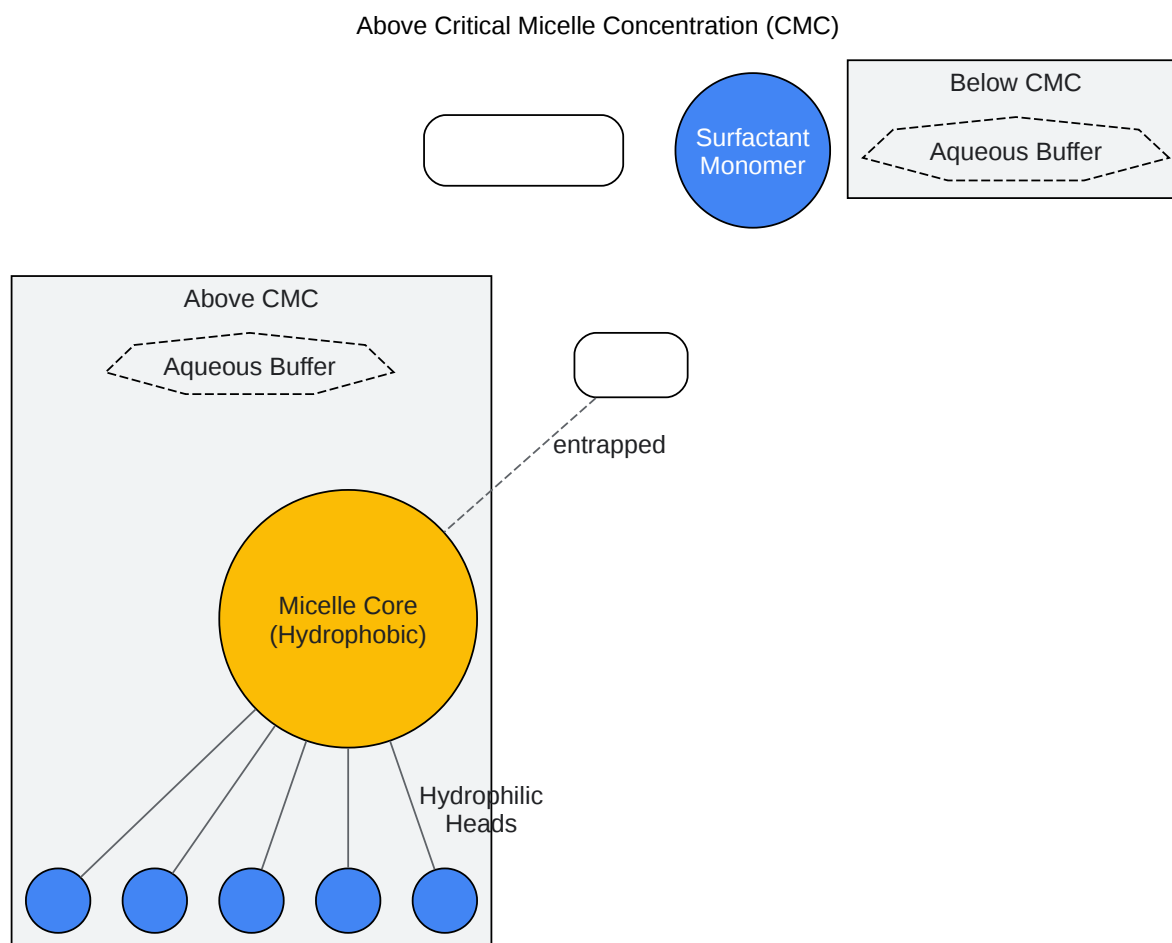 Above Critical Micelle Concentration (CMC)
Below CMC
Surfactant
Monomer
Aqueous Buffer
Above CMC
Aqueous Buffer
entrapped
Micelle Core
(Hydrophobic)
Hydrophilic
Heads